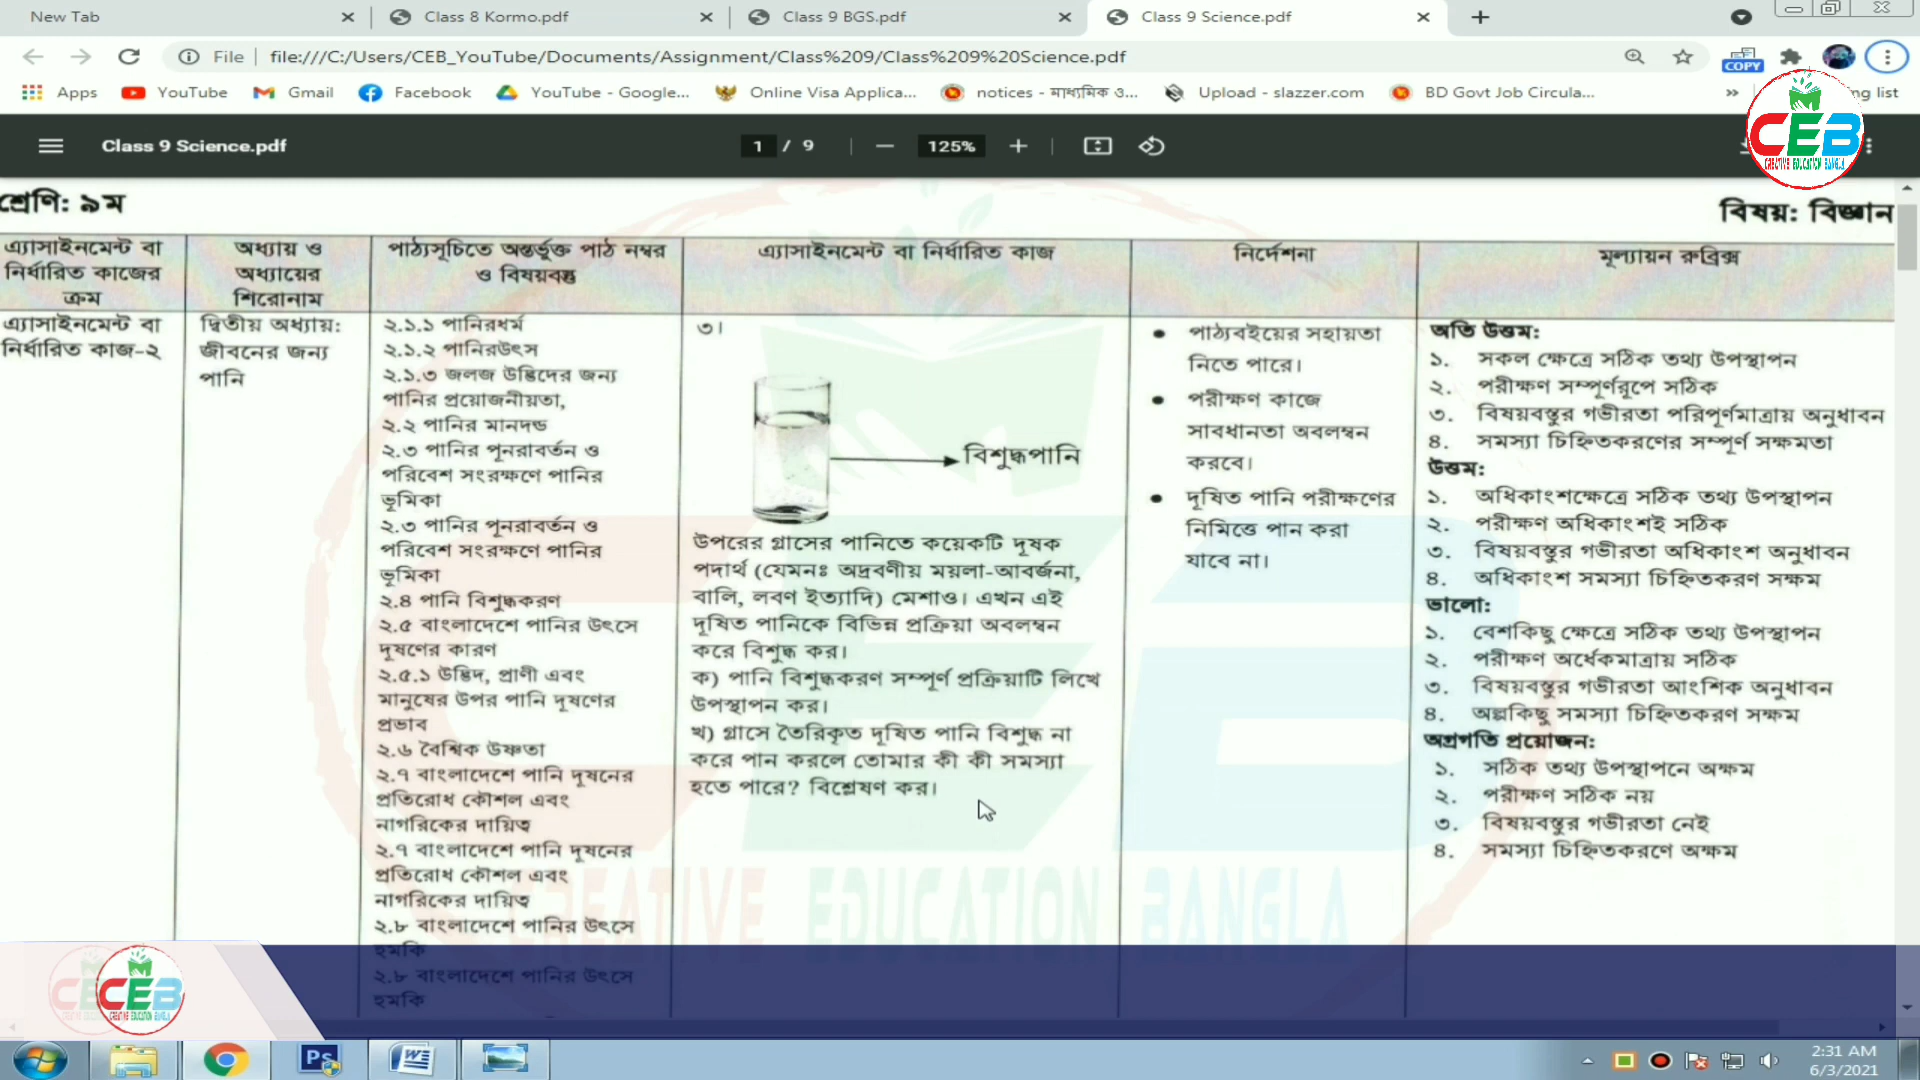 New Tab
Class 8 Kormo.pdf
Class 9 BGS.pdf
Class 9 Science.pdf
File
file:///C:/Users/CEB_YouTube/Documents/Assignment/Class%209/Class%209%20Science.pdf
COPY
Apps
YouTube
Gmail
Facebook
YouTube - Google...
Online Visa Applica...
notices - মাধ্যমিক ও...
Upload - slazzer.com
BD Govt Job Circula...
ng list
Class 9 Science.pdf
1 / 9
125%
CEB
CREATIVE EDUCATION BANGLA
শ্রেণি: ৯ম
বিষয়: বিজ্ঞান
এ্যাসাইনমেন্ট বা
নির্ধারিত কাজের
ক্রম
অধ্যায় ও
অধ্যায়ের
শিরোনাম
পাঠ্যসূচিতে অন্তর্ভুক্ত পাঠ নম্বর
ও বিষয়বস্তু
এ্যাসাইনমেন্ট বা নির্ধারিত কাজ
নির্দেশনা
মূল্যায়ন রুব্রিক্স
এ্যাসাইনমেন্ট বা
নির্ধারিত কাজ-২
দ্বিতীয় অধ্যায়:
জীবনের জন্য
পানি
২.১.১ পানিরধর্ম
২.১.২ পানিরউৎস
২.১.৩ জলজ উদ্ভিদের জন্য
পানির প্রয়োজনীয়তা,
২.২ পানির মানদন্ড
২.৩ পানির পূনরাবর্তন ও
পরিবেশ সংরক্ষণে পানির
ভূমিকা
২.৩ পানির পূনরাবর্তন ও
পরিবেশ সংরক্ষণে পানির
ভূমিকা
২.৪ পানি বিশুদ্ধকরণ
২.৫ বাংলাদেশে পানির উৎসে
দূষণের কারণ
২.৫.১ উদ্ভিদ, প্রাণী এবং
মানুষের উপর পানি দূষণের
প্রভাব
২.৬ বৈশ্বিক উষ্ণতা
২.৭ বাংলাদেশে পানি দূষনের
প্রতিরোধ কৌশল এবং
নাগরিকের দায়িত্ব
২.৭ বাংলাদেশে পানি দূষনের
প্রতিরোধ কৌশল এবং
নাগরিকের দায়িত্ব
২.৮ বাংলাদেশে পানির উৎসে
হুমকি
২.৮ বাংলাদেশে পানির উৎসে
হুমকি
৩।
বিশুদ্ধপানি
উপরের গ্লাসের পানিতে কয়েকটি দূষক
পদার্থ (যেমনঃ অদ্রবণীয় ময়লা-আবর্জনা,
বালি, লবণ ইত্যাদি) মেশাও। এখন এই
দূষিত পানিকে বিভিন্ন প্রক্রিয়া অবলম্বন
করে বিশুদ্ধ কর।
ক) পানি বিশুদ্ধকরণ সম্পূর্ণ প্রক্রিয়াটি লিখে
উপস্থাপন কর।
খ) গ্লাসে তৈরিকৃত দূষিত পানি বিশুদ্ধ না
করে পান করলে তোমার কী কী সমস্যা
হতে পারে? বিশ্লেষণ কর।
• পাঠ্যবইয়ের সহায়তা
নিতে পারে।
• পরীক্ষণ কাজে
সাবধানতা অবলম্বন
করবে।
• দূষিত পানি পরীক্ষণের
নিমিত্তে পান করা
যাবে না।
অতি উত্তম:
১. সকল ক্ষেত্রে সঠিক তথ্য উপস্থাপন
২. পরীক্ষণ সম্পূর্ণরূপে সঠিক
৩. বিষয়বস্তুর গভীরতা পরিপূর্ণমাত্রায় অনুধাবন
৪. সমস্যা চিহ্নিতকরণের সম্পূর্ণ সক্ষমতা
উত্তম:
১. অধিকাংশক্ষেত্রে সঠিক তথ্য উপস্থাপন
২. পরীক্ষণ অধিকাংশই সঠিক
৩. বিষয়বস্তুর গভীরতা অধিকাংশ অনুধাবন
৪. অধিকাংশ সমস্যা চিহ্নিতকরণ সক্ষম
ভালো:
১. বেশকিছু ক্ষেত্রে সঠিক তথ্য উপস্থাপন
২. পরীক্ষণ অর্ধেকমাত্রায় সঠিক
৩. বিষয়বস্তুর গভীরতা আংশিক অনুধাবন
৪. অল্পকিছু সমস্যা চিহ্নিতকরণ সক্ষম
অগ্রগতি প্রয়োজন:
১. সঠিক তথ্য উপস্থাপনে অক্ষম
২. পরীক্ষণ সঠিক নয়
৩. বিষয়বস্তুর গভীরতা নেই
৪. সমস্যা চিহ্নিতকরণে অক্ষম
CREATIVE EDUCATION BANGLA
CEB
CREATIVE EDUCATION BANGLA
Ps
2:31 AM
6/3/2021